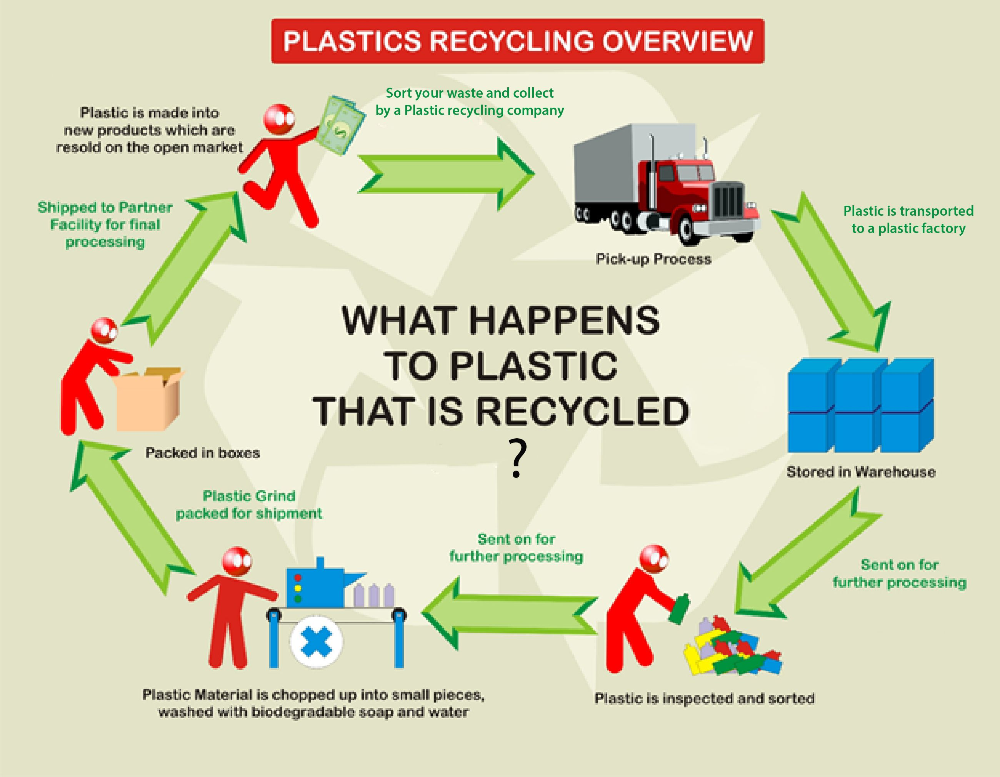 PLASTICS RECYCLING OVERVIEW
Sort your waste and collect
by a Plastic recycling company
Plastic is made into
new products which are
resold on the open market
Shipped to Partner
Facility for final
processing
Plastic is transported
to a plastic factory
Pick-up Process
WHAT HAPPENS
TO PLASTIC
THAT IS RECYCLED
?
Packed in boxes
Stored in Warehouse
Plastic Grind
packed for shipment
Sent on for
further processing
Sent on for
further processing
Plastic Material is chopped up into small pieces,
washed with biodegradable soap and water
Plastic is inspected and sorted